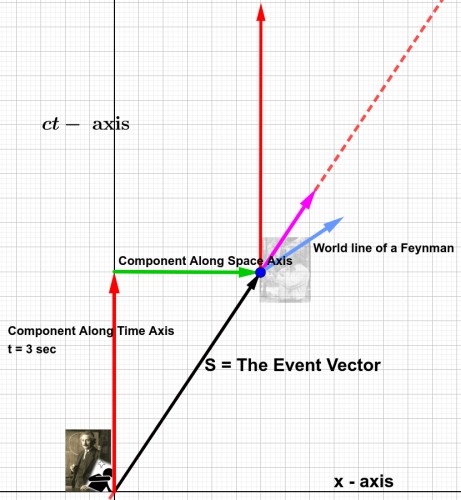 ct − axis
World line of a Feynman
Component Along Space Axis
Component Along Time Axis
t = 3 sec
S = The Event Vector
x - axis